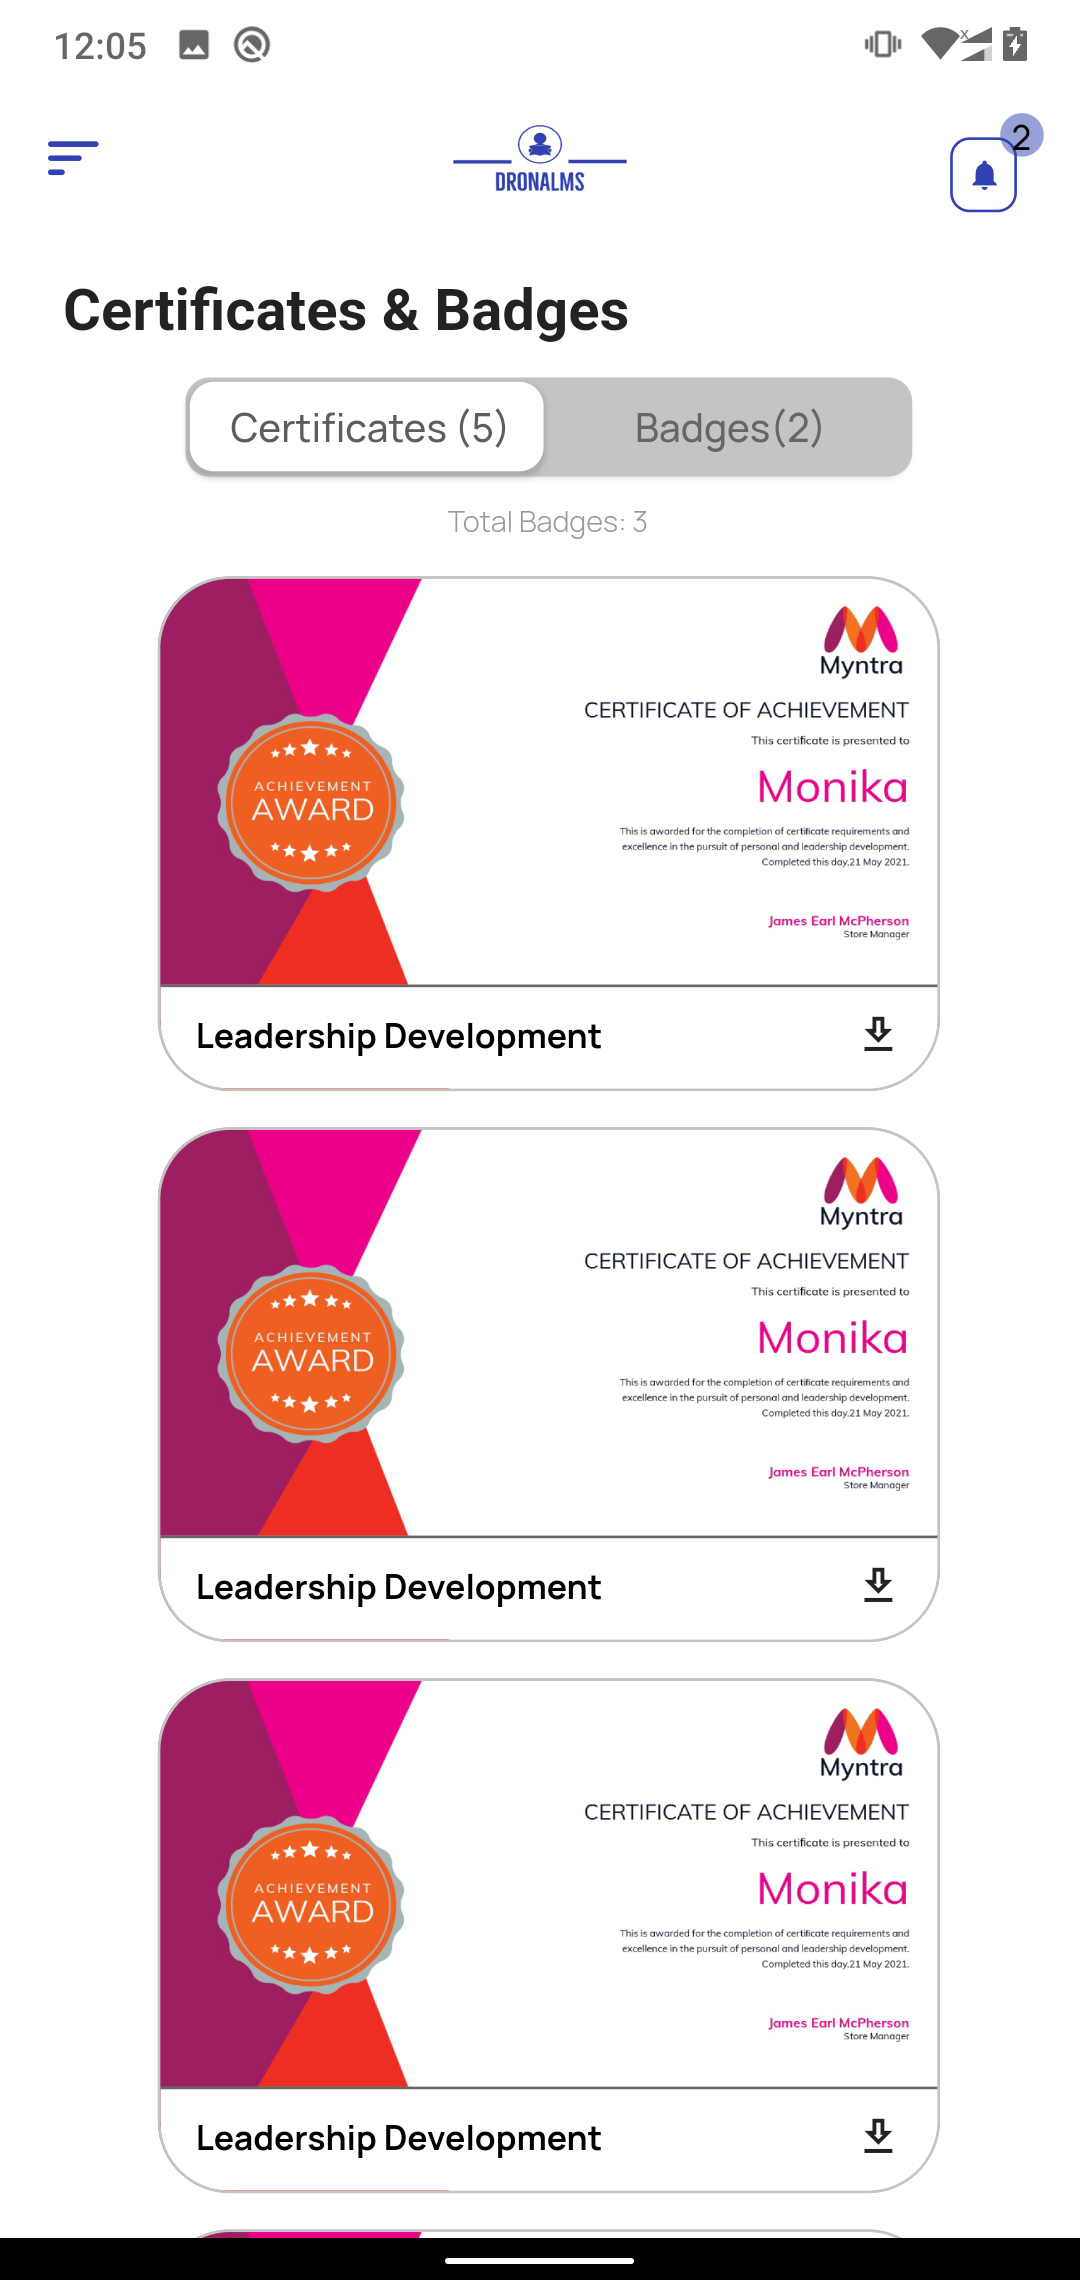 12:05
2
DRONALMS
Certificates & Badges
Certificates (5)
Badges(2)
Total Badges: 3
Myntra
CERTIFICATE OF ACHIEVEMENT
This certificate is presented to
Monika
ACHIEVEMENT
AWARD
This is awarded for the completion of certificate requirements and
excellence in the pursuit of personal and leadership development.
Completed this day,21 May 2021.
James Earl McPherson
Store Manager
Leadership Development
Myntra
CERTIFICATE OF ACHIEVEMENT
This certificate is presented to
Monika
ACHIEVEMENT
AWARD
This is awarded for the completion of certificate requirements and
excellence in the pursuit of personal and leadership development.
Completed this day,21 May 2021.
James Earl McPherson
Store Manager
Leadership Development
Myntra
CERTIFICATE OF ACHIEVEMENT
This certificate is presented to
Monika
ACHIEVEMENT
AWARD
This is awarded for the completion of certificate requirements and
excellence in the pursuit of personal and leadership development.
Completed this day,21 May 2021.
James Earl McPherson
Store Manager
Leadership Development